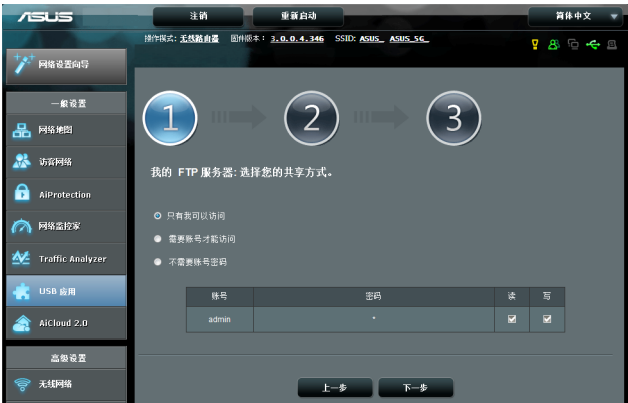 ASUS
注销
重新启动
简体中文
操作模式: 无线路由器 固件版本: 3.0.0.4.346 SSID: ASUS_ ASUS_5G_
网络设置向导
一般设置
网络地图
访客网络
AiProtection
网络监控家
Traffic Analyzer
USB 应用
AiCloud 2.0
高级设置
无线网络
1 2 3
我的 FTP 服务器: 选择您的共享方式。
只有我可以访问
需要账号才能访问
不需要账号密码
账号 密码 读 写
admin *
上一步 下一步